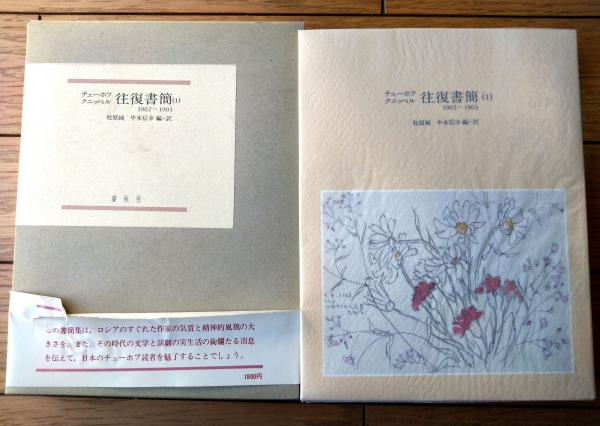 チェーホフ
クニッペル 往復書簡(1)
1902〜1903
牧原純 中本信幸 編・訳
春秋社
この書簡集は、ロシアのすぐれた作家の気質と精神的風貌の大
きさを、また、その時代の文学と演劇の実生活の絢爛たる消息
を伝えて、日本のチェーホフ読者を魅了することでしょう。
1800円
チェーホフ
クニッペル 往復書簡(1)
1902〜1903
牧原純 中本信幸 編・訳